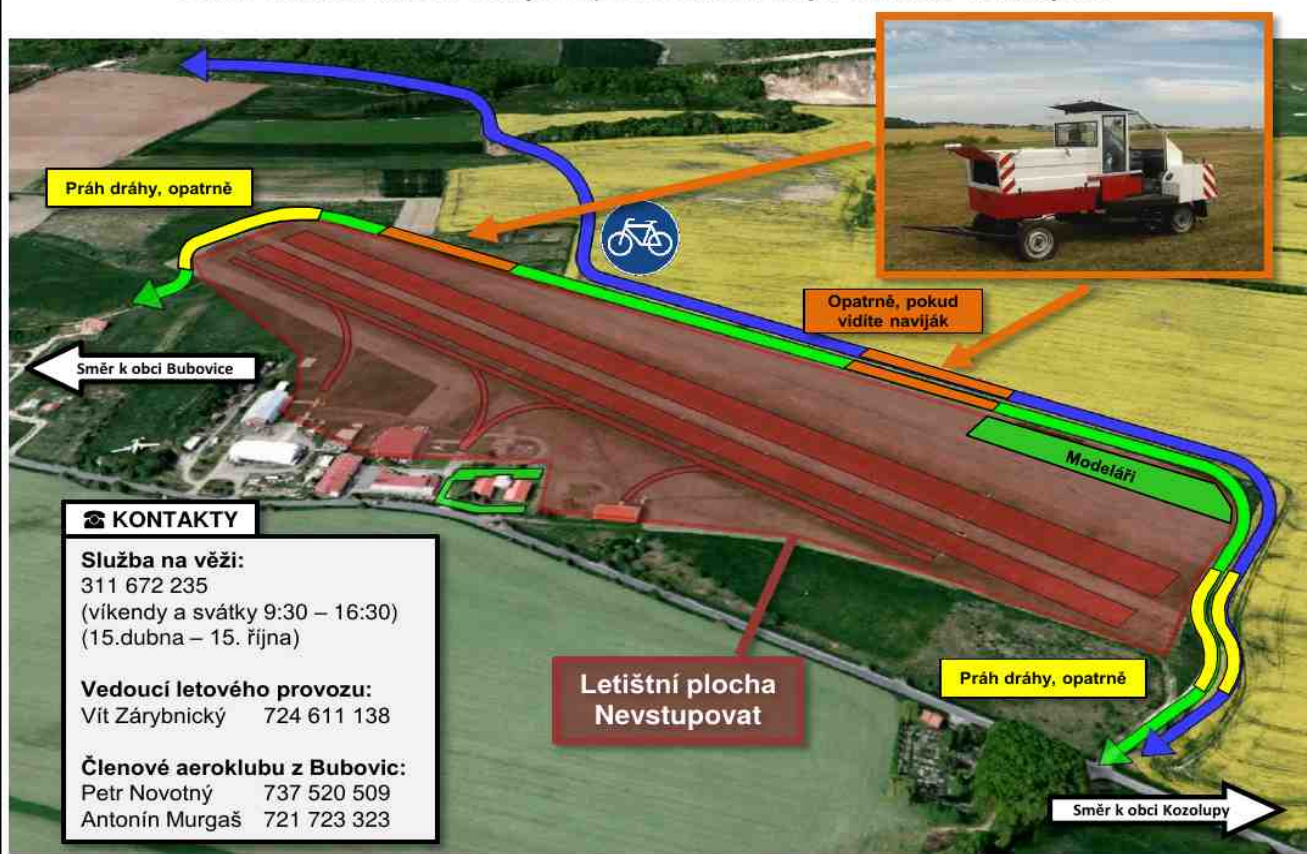 Práh dráhy, opatrně
Opatrně, pokud
vidíte naviják
Směr k obci Bubovice
Modeláři
☎ KONTAKTY
Služba na věži:
311 672 235
(víkendy a svátky 9:30 – 16:30)
(15.dubna – 15. října)
Vedoucí letového provozu:
Vít Zárybnický 724 611 138
Členové aeroklubu z Bubovic:
Petr Novotný 737 520 509
Antonín Murgaš 721 723 323
Letištní plocha
Nevstupovat
Práh dráhy, opatrně
Směr k obci Kozolupy